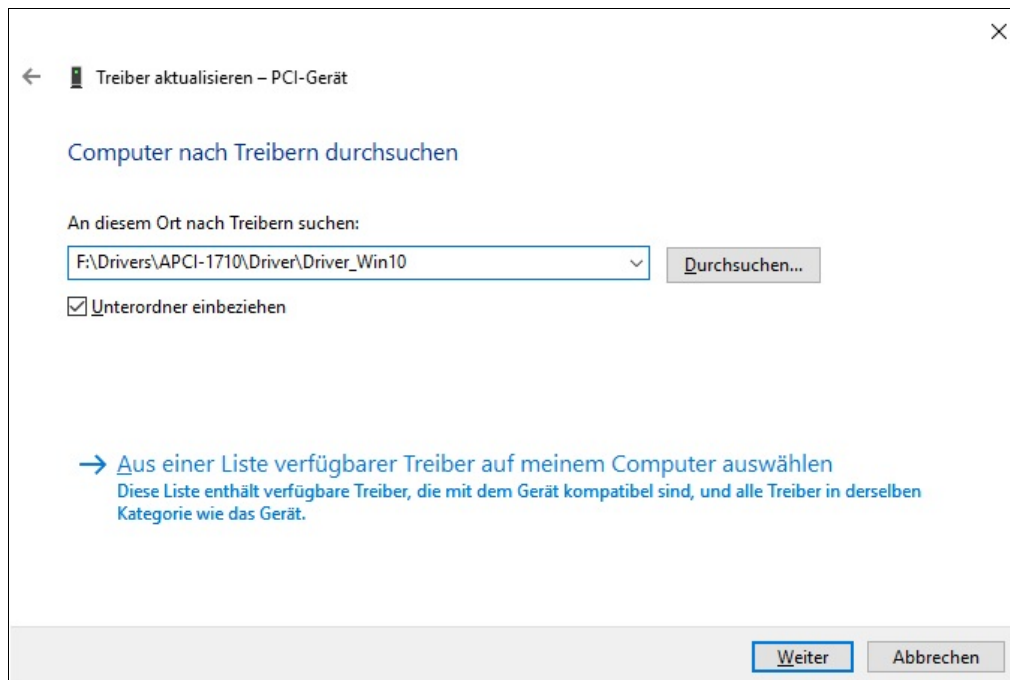 Treiber aktualisieren – PCI-Gerät
Computer nach Treibern durchsuchen
An diesem Ort nach Treibern suchen:
F:\Drivers\APCI-1710\Driver\Driver_Win10
Durchsuchen...
Unterordner einbeziehen
Aus einer Liste verfügbarer Treiber auf meinem Computer auswählen
Diese Liste enthält verfügbare Treiber, die mit dem Gerät kompatibel sind, und alle Treiber in derselben
Kategorie wie das Gerät.
Weiter
Abbrechen